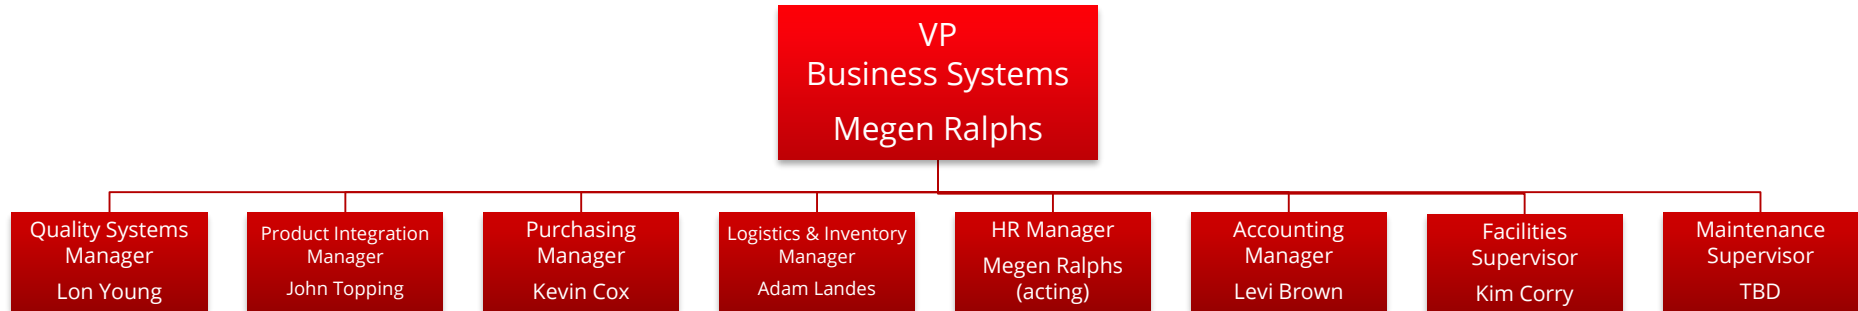 VP
Business Systems
Megen Ralphs
Quality Systems
Manager
Lon Young
Product Integration
Manager
John Topping
Purchasing
Manager
Kevin Cox
Logistics & Inventory
Manager
Adam Landes
HR Manager
Megen Ralphs
(acting)
Accounting
Manager
Levi Brown
Facilities
Supervisor
Kim Corry
Maintenance
Supervisor
TBD